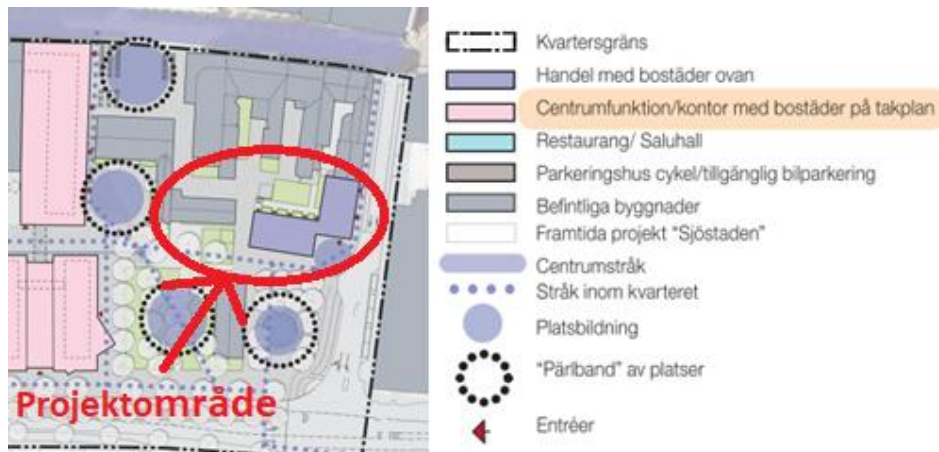 Projektområde
Kvartersgräns
Handel med bostäder ovan
Centrumfunktion/kontor med bostäder på takplan
Restaurang/ Saluhall
Parkeringshus cykel/tillgänglig bilparkering
Befintliga byggnader
Framtida projekt "Sjöstaden"
Centrumstråk
Stråk inom kvarteret
Platsbildning
"Pärlband" av platser
Entréer